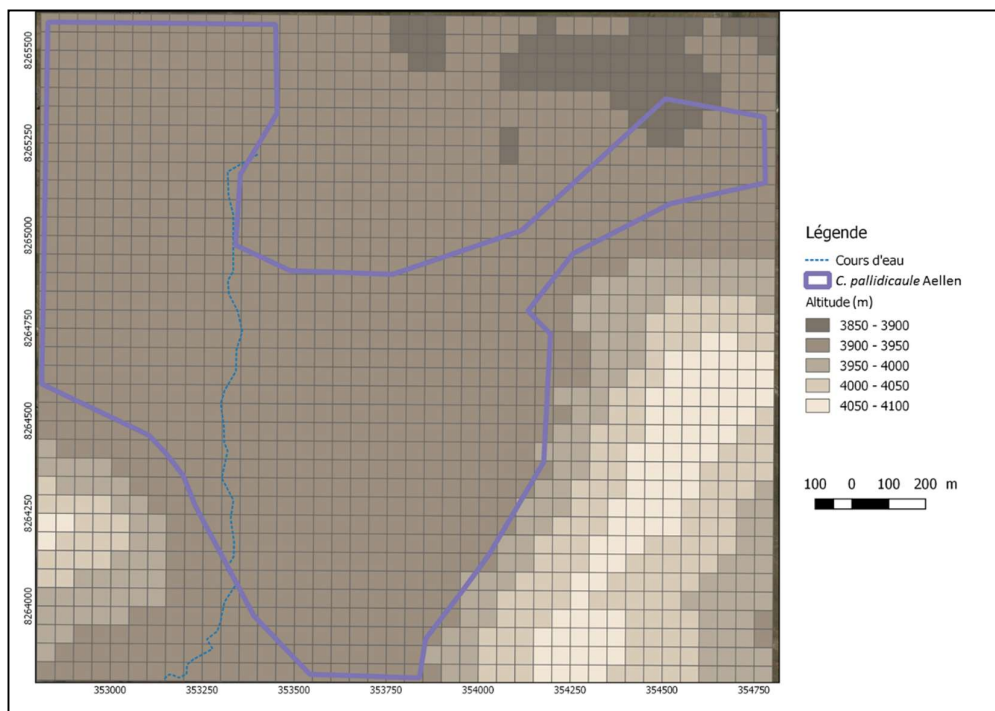 8265500
8265250
8265000
8264750
8264500
8264250
8264000
353000 353250 353500 353750 354000 354250 354500 354750
Légende
Cours d'eau
C. pallidicaule Aellen
Altitude (m)
3850 - 3900
3900 - 3950
3950 - 4000
4000 - 4050
4050 - 4100
100 0 100 200 m